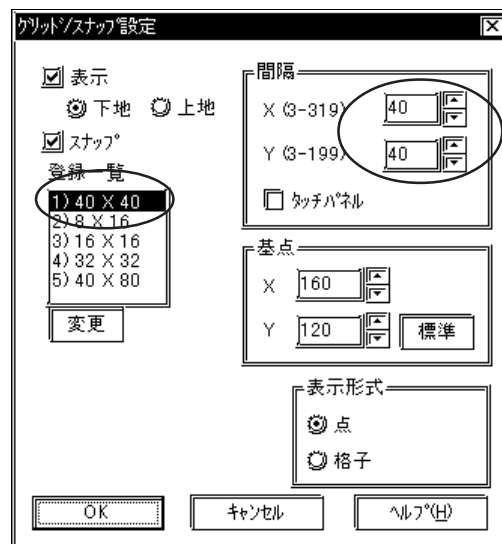 ｸﾞﾘｯﾄﾞ/ｽﾅｯﾌﾟ設定
表示
下地 上地
ｽﾅｯﾌﾟ
登録一覧
1) 40 X 40
2) 8 X 16
3) 16 X 16
4) 32 X 32
5) 40 X 80
変更
間隔
X (3-319) 40
Y (3-199) 40
ﾀｯﾁﾊﾟﾈﾙ
基点
X 160
Y 120 標準
表示形式
点
格子
OK ｷｬﾝｾﾙ ﾍﾙﾌﾟ(H)